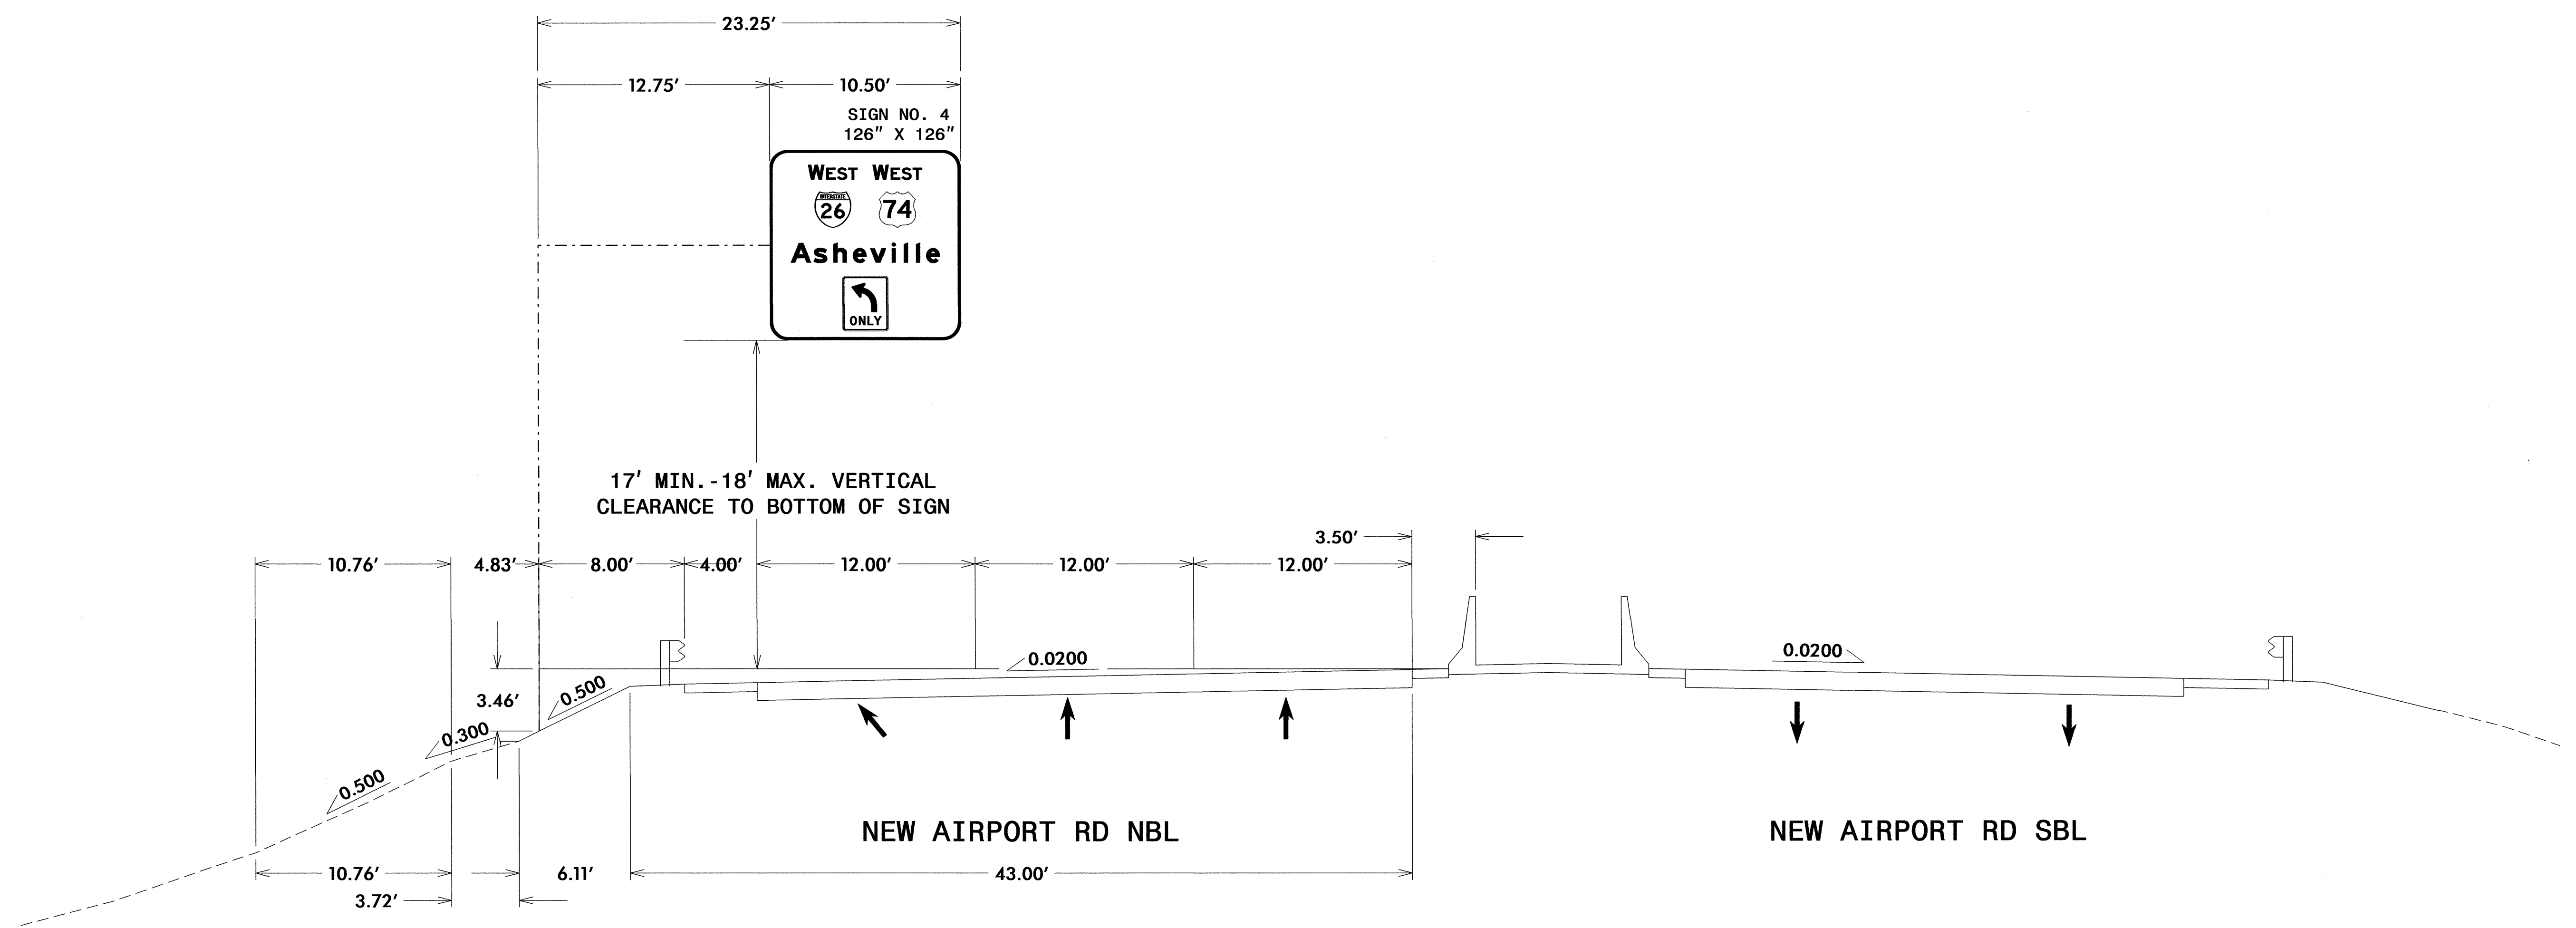 23.25′
12.75′ 10.50′
SIGN NO. 4
126″ X 126″
WEST WEST
INTERSTATE
26 74
Asheville
ONLY
17′ MIN.-18′ MAX. VERTICAL
CLEARANCE TO BOTTOM OF SIGN
3.50′
10.76′ 4.83′ 8.00′ 4.00′ 12.00′ 12.00′ 12.00′
0.0200 0.0200
0.500
3.46′
0.300
0.500
NEW AIRPORT RD NBL NEW AIRPORT RD SBL
10.76′ 6.11′ 43.00′
3.72′